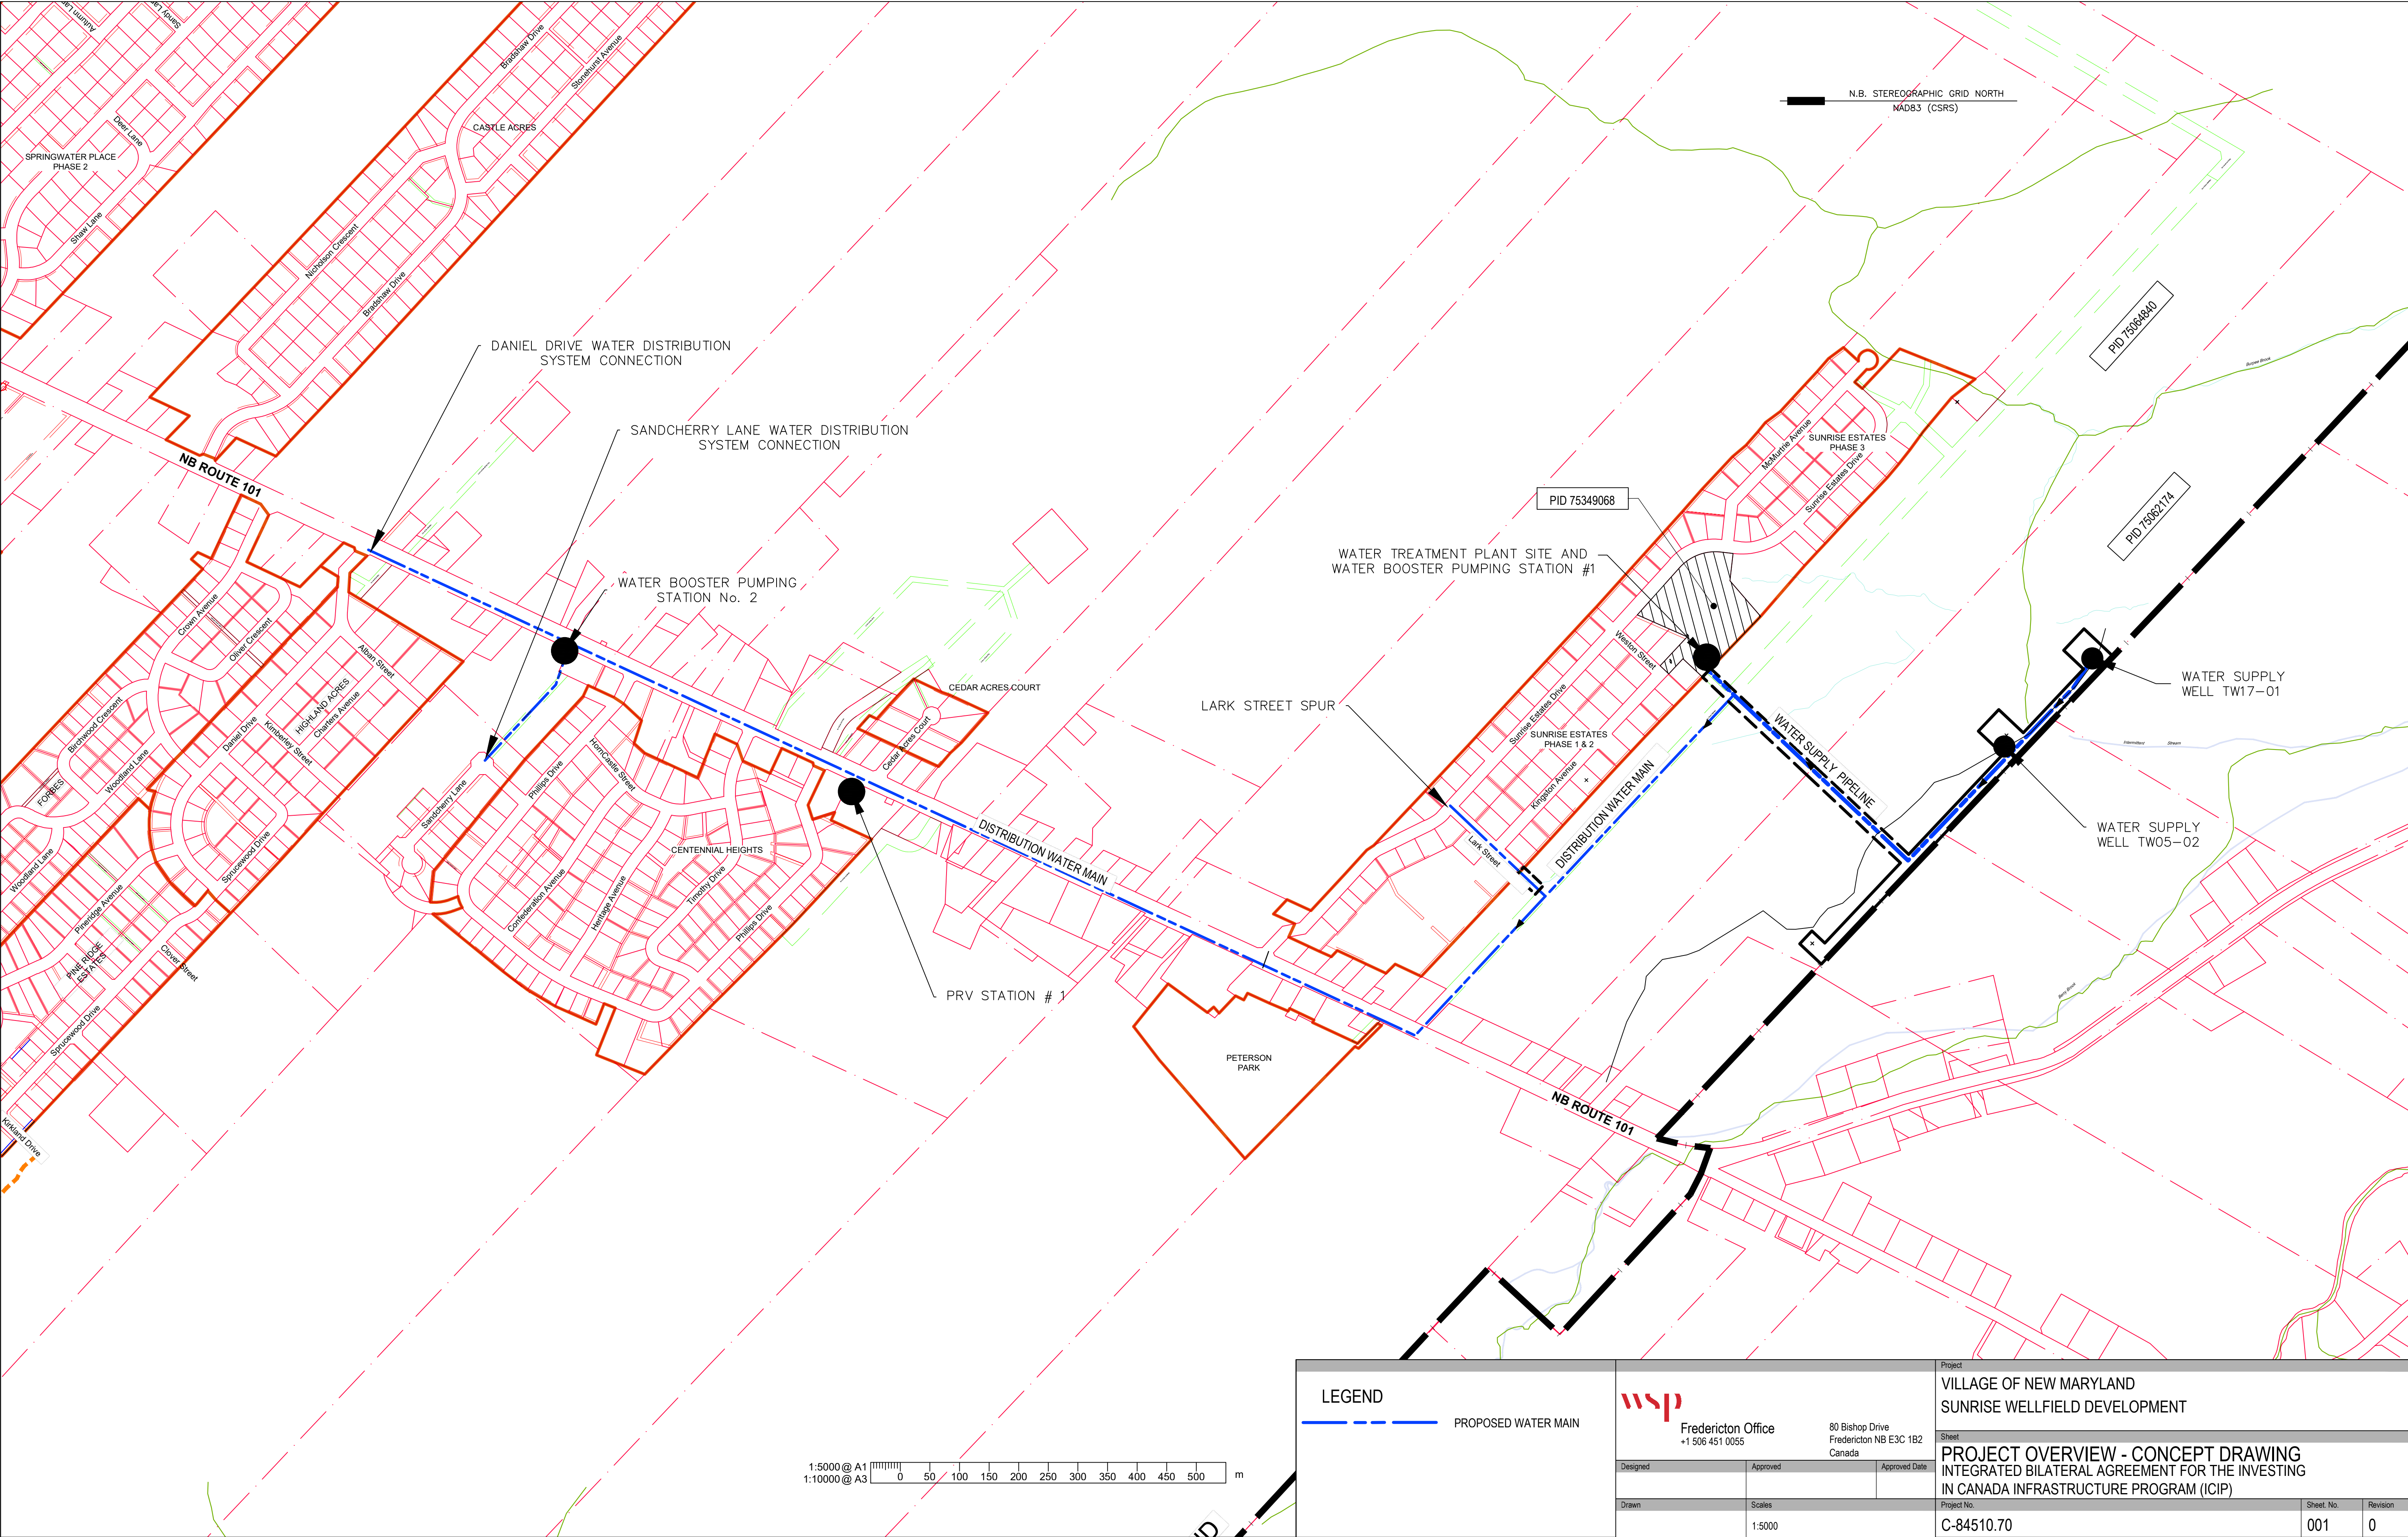 Autumn La
Sandy La
Bradshaw Drive
Stonehurst Avenue
N.B. STEREOGRAPHIC GRID NORTH
NAD83 (CSRS)
Deer Lane
CASTLE ACRES
SPRINGWATER PLACE
PHASE 2
Shaw Lane
Nicholson Crescent
Bradshaw Drive
PID 75064840
DANIEL DRIVE WATER DISTRIBUTION
SYSTEM CONNECTION
Burpee Brook
SANDCHERRY LANE WATER DISTRIBUTION
SYSTEM CONNECTION
McMurtrie Avenue
SUNRISE ESTATES
PHASE 3
Sunrise Estates Drive
NB ROUTE 101
PID 75349068
PID 75062174
WATER TREATMENT PLANT SITE AND
WATER BOOSTER PUMPING STATION #1
WATER BOOSTER PUMPING
STATION No. 2
Crown Avenue
Oliver Crescent
Alban Street
Weston Street
WATER SUPPLY
WELL TW17-01
HIGHLAND ACRES
Charters Avenue
CEDAR ACRES COURT
Cedar Acres Court
LARK STREET SPUR
Sunrise Estates Drive
SUNRISE ESTATES
PHASE 1 & 2
Birchwood Crescent
Daniel Drive
Kimberley Street
WATER SUPPLY PIPELINE
Intermittent Stream
Woodland Lane
FORBES
HornCastle Street
Phillips Drive
Kingston Avenue
DISTRIBUTION WATER MAIN
Sandcherry Lane
WATER SUPPLY
WELL TW05-02
DISTRIBUTION WATER MAIN
CENTENNIAL HEIGHTS
Lark Street
Woodland Lane
Sprucewood Drive
Confederation Avenue
Heritage Avenue
Timothy Drive
Pineridge Avenue
Phillips Drive
PINE RIDGE
ESTATES
Clover Street
PRV STATION # 1
Berry Brook
Sprucewood Drive
PETERSON
PARK
NB ROUTE 101
Kirkland Drive
LEGEND
PROPOSED WATER MAIN
1:5000 @ A1
1:10000 @ A3
0 50 100 150 200 250 300 350 400 450 500 m
wsp
Fredericton Office
+1 506 451 0055
80 Bishop Drive
Fredericton NB E3C 1B2
Canada
Designed
Approved
Approved Date
Drawn
Scales
1:5000
Project
VILLAGE OF NEW MARYLAND
SUNRISE WELLFIELD DEVELOPMENT
Sheet
PROJECT OVERVIEW - CONCEPT DRAWING
INTEGRATED BILATERAL AGREEMENT FOR THE INVESTING
IN CANADA INFRASTRUCTURE PROGRAM (ICIP)
Project No.
C-84510.70
Sheet. No.
001
Revision
0